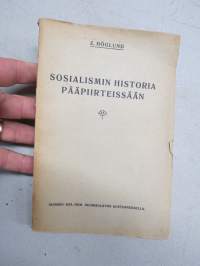 Z. HÖGLUND
SOSIALISMIN HISTORIA
PÄÄPIIRTEISSÄÄN